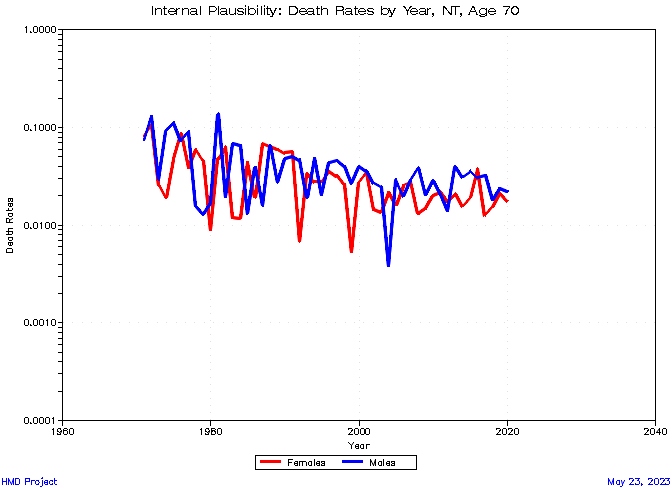 Internal Plausibility: Death Rates by Year, NT, Age 70
1.0000
0.1000
0.0100
0.0010
0.0001
Death Rates
1960
1980
2000
2020
2040
Year
Females
Males
HMD Project
May 23, 2023